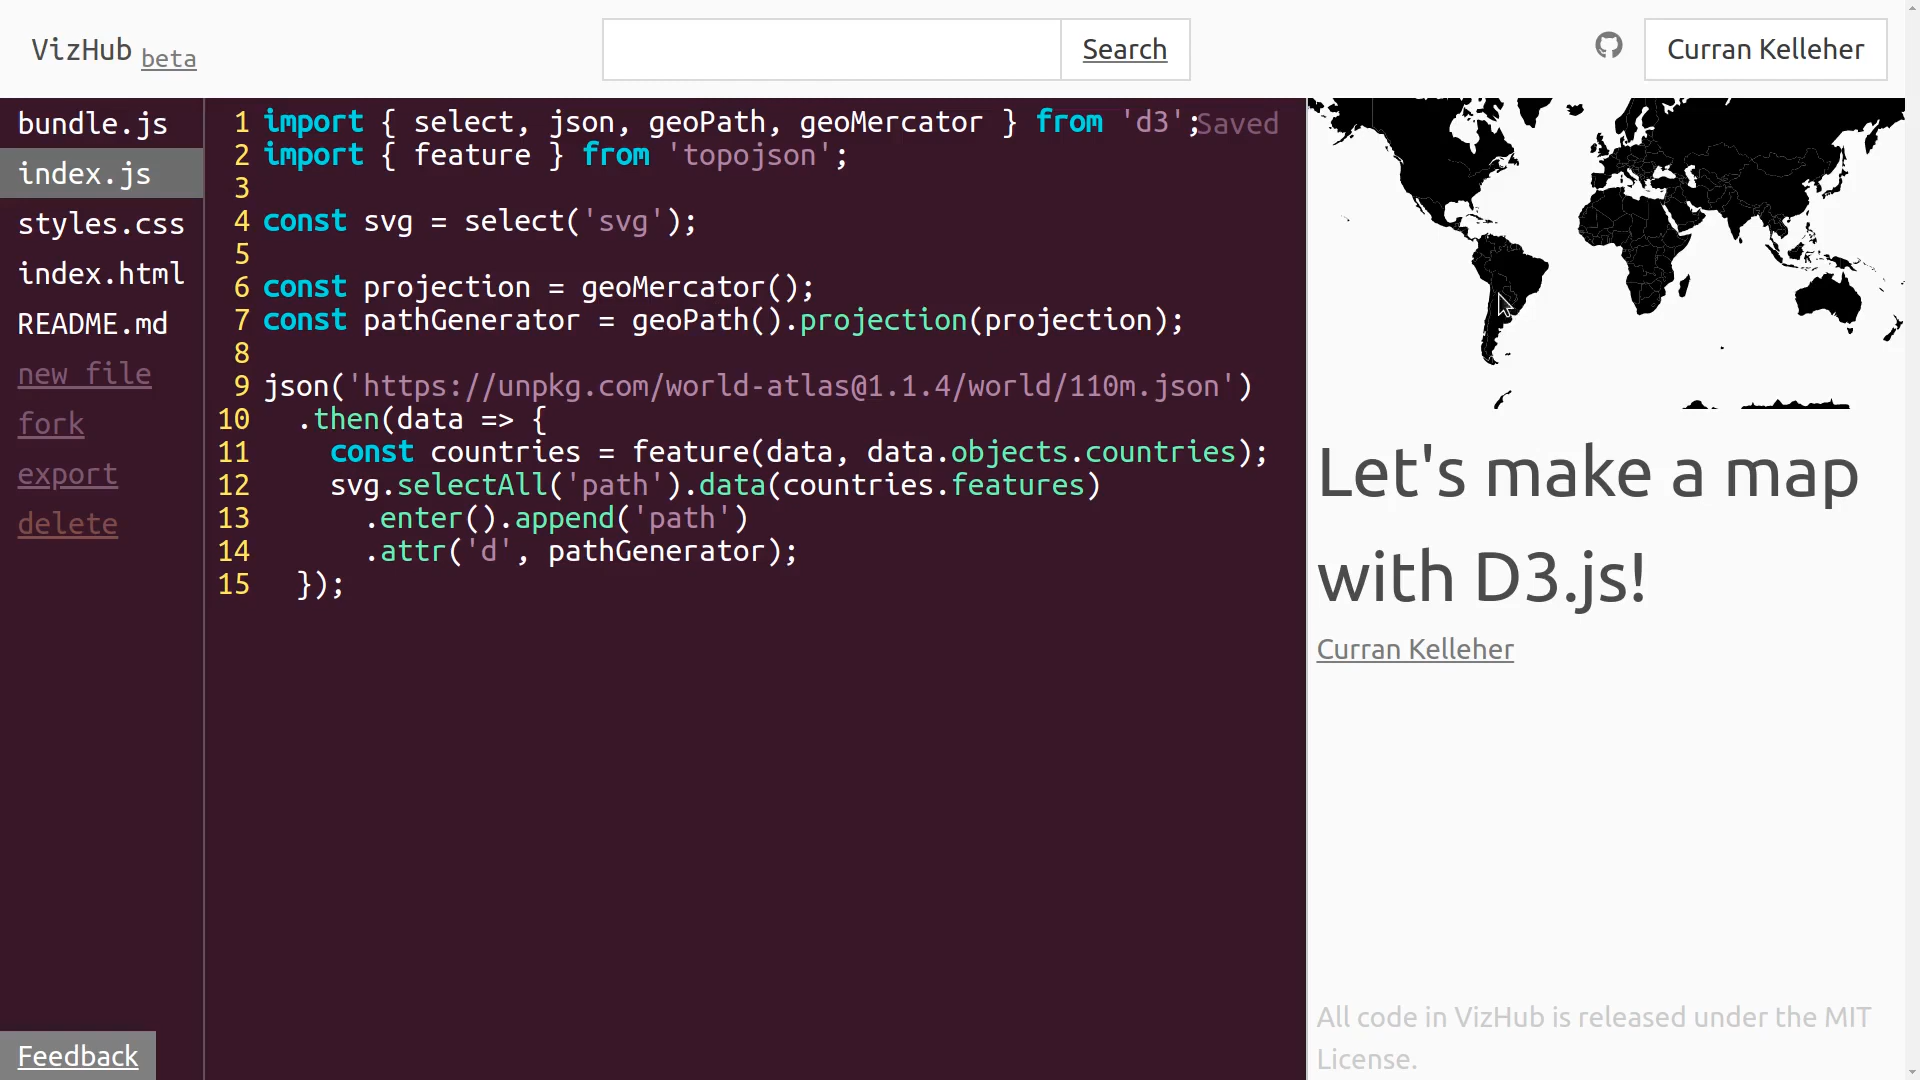 VizHub beta
Search
Curran Kelleher
bundle.js
index.js
styles.css
index.html
README.md
new file
fork
export
delete
Feedback
1 import { select, json, geoPath, geoMercator } from 'd3';
Saved
2 import { feature } from 'topojson';
3
4 const svg = select('svg');
5
6 const projection = geoMercator();
7 const pathGenerator = geoPath().projection(projection);
8
9 json('https://unpkg.com/world-atlas@1.1.4/world/110m.json')
10   .then(data => {
11     const countries = feature(data, data.objects.countries);
12     svg.selectAll('path').data(countries.features)
13       .enter().append('path')
14       .attr('d', pathGenerator);
15   });
Let's make a map
with D3.js!
Curran Kelleher
All code in VizHub is released under the MIT
License.